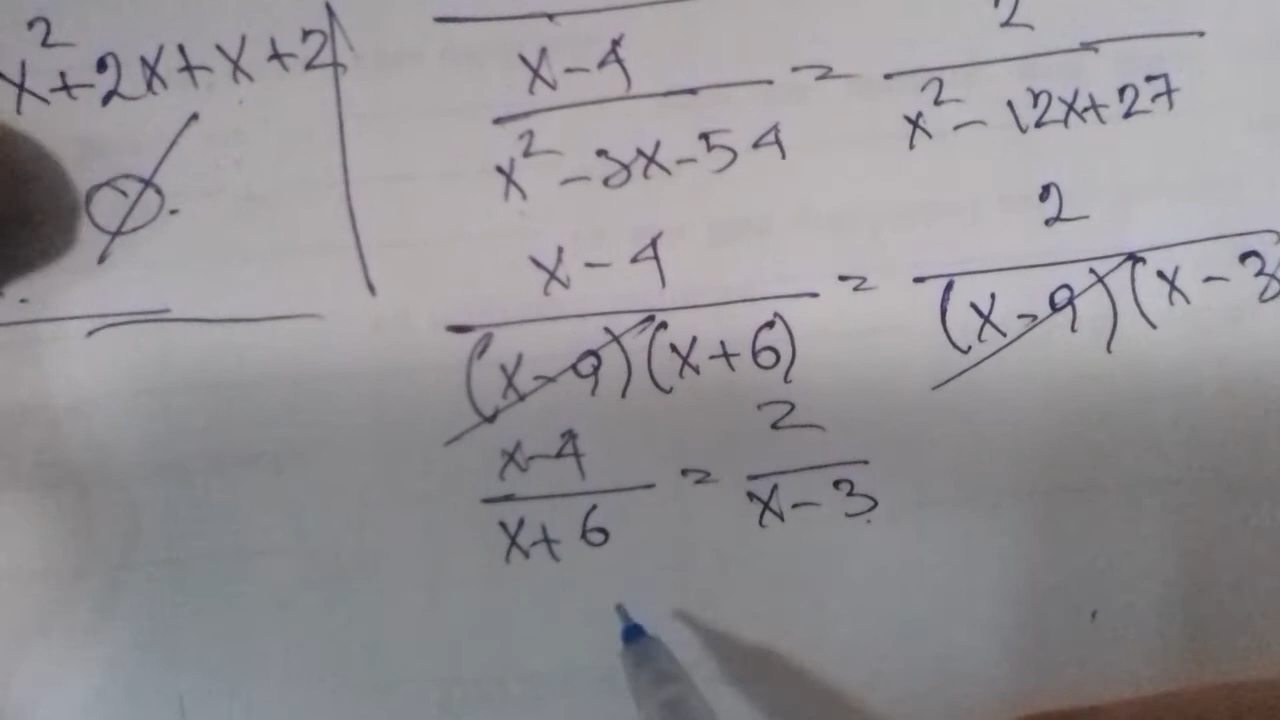 x² + 2x + x + 2
∅.
x - 4 / x² - 3x - 54 = 2 / x² - 12x + 27
x - 4 / (x - 9)(x + 6) = 2 / (x - 9)(x - 3
x - 4 / x + 6 = 2 / x - 3